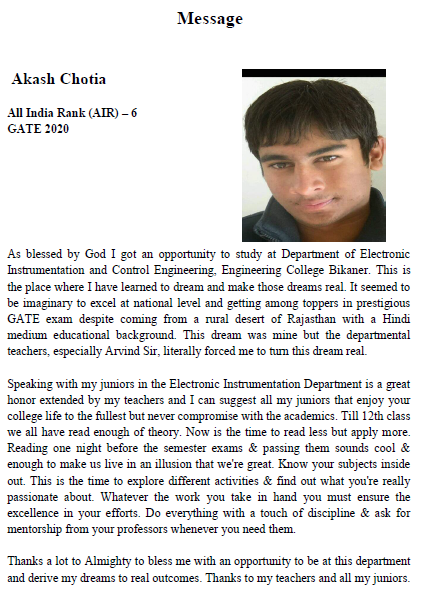 Message
Akash Chotia
All India Rank (AIR) – 6
GATE 2020
As blessed by God I got an opportunity to study at Department of Electronic
Instrumentation and Control Engineering, Engineering College Bikaner. This is
the place where I have learned to dream and make those dreams real. It seemed to
be imaginary to excel at national level and getting among toppers in prestigious
GATE exam despite coming from a rural desert of Rajasthan with a Hindi
medium educational background. This dream was mine but the departmental
teachers, especially Arvind Sir, literally forced me to turn this dream real.
Speaking with my juniors in the Electronic Instrumentation Department is a great
honor extended by my teachers and I can suggest all my juniors that enjoy your
college life to the fullest but never compromise with the academics. Till 12th class
we all have read enough of theory. Now is the time to read less but apply more.
Reading one night before the semester exams & passing them sounds cool &
enough to make us live in an illusion that we're great. Know your subjects inside
out. This is the time to explore different activities & find out what you're really
passionate about. Whatever the work you take in hand you must ensure the
excellence in your efforts. Do everything with a touch of discipline & ask for
mentorship from your professors whenever you need them.
Thanks a lot to Almighty to bless me with an opportunity to be at this department
and derive my dreams to real outcomes. Thanks to my teachers and all my juniors.